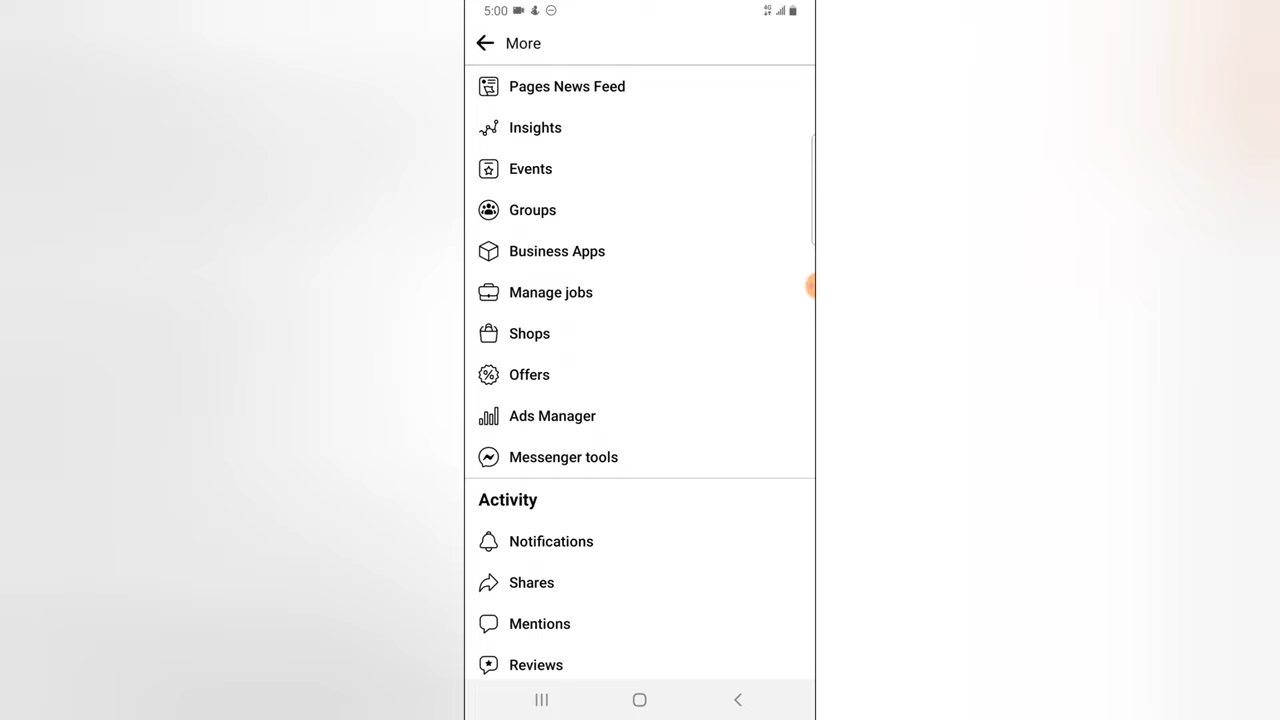 5:00
4G
More
Pages News Feed
Insights
Events
Groups
Business Apps
Manage jobs
Shops
Offers
Ads Manager
Messenger tools
Activity
Notifications
Shares
Mentions
Reviews